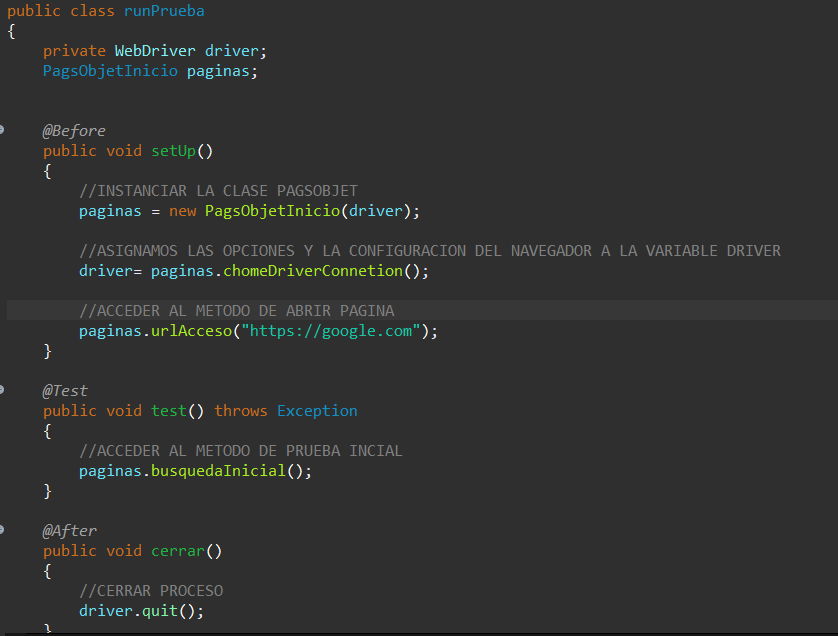 public class runPrueba
{
private WebDriver driver;
PagsObjetInicio paginas;
@Before
public void setUp()
{
//INSTANCIAR LA CLASE PAGSOBJET
paginas = new PagsObjetInicio(driver);
//ASIGNAMOS LAS OPCIONES Y LA CONFIGURACION DEL NAVEGADOR A LA VARIABLE DRIVER
driver= paginas.chomeDriverConnetion();
//ACCEDER AL METODO DE ABRIR PAGINA
paginas.urlAcceso("https://google.com");
}
@Test
public void test() throws Exception
{
//ACCEDER AL METODO DE PRUEBA INCIAL
paginas.busquedaInicial();
}
@After
public void cerrar()
{
//CERRAR PROCESO
driver.quit();
}